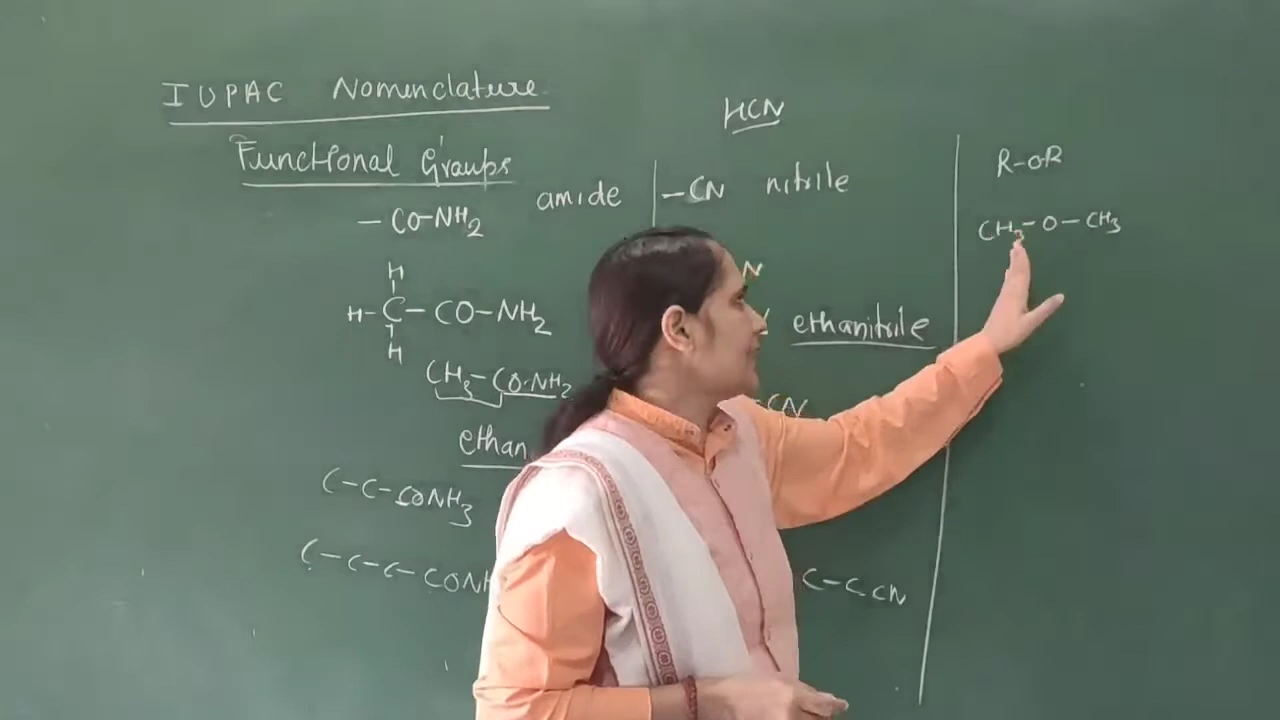 IUPAC Nomenclature
Functional Groups
– CO-NH2 amide
H
H-C-CO-NH2
H
CH3-CO-NH2
ethan
C-C-CONH3
C-C-C-CONH
HCN
-CN nitrile
N
ethanitrile
-CN
C-C CN
R-OR
CH3-O-CH3